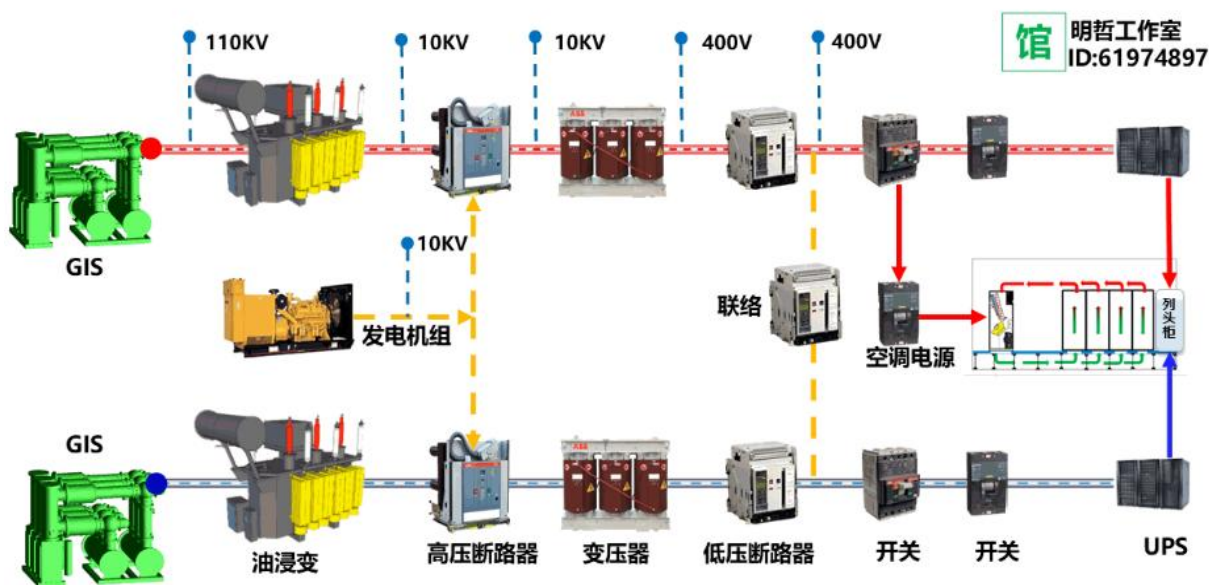 110KV
10KV
10KV
400V
400V
馆
明哲工作室
ID:61974897
ABB
GIS
10KV
发电机组
联络
空调电源
列头柜
GIS
ABB
油浸变
高压断路器
变压器
低压断路器
开关
开关
UPS